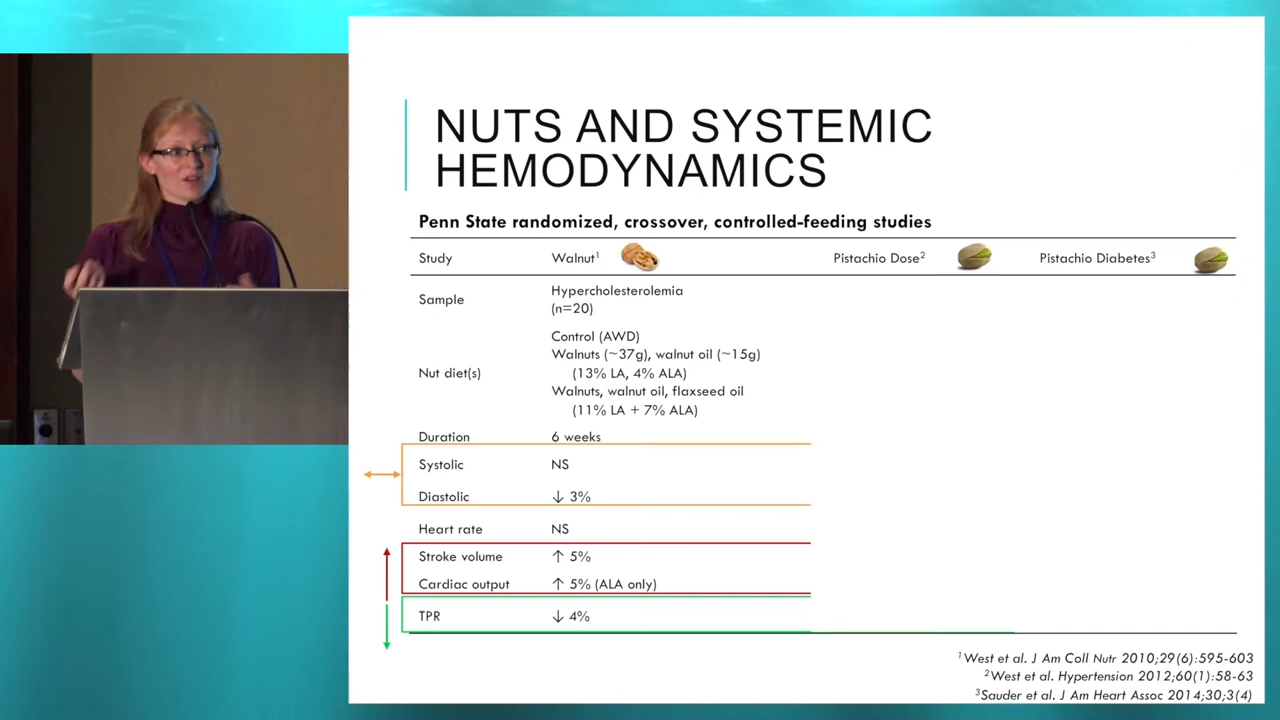 NUTS AND SYSTEMIC
HEMODYNAMICS
Penn State randomized, crossover, controlled-feeding studies
Study Walnut¹ Pistachio Dose² Pistachio Diabetes³
Sample Hypercholesterolemia
(n=20)
Nut diet(s) Control (AWD)
Walnuts (~37g), walnut oil (~15g)
(13% LA, 4% ALA)
Walnuts, walnut oil, flaxseed oil
(11% LA + 7% ALA)
Duration 6 weeks
Systolic NS
Diastolic ↓ 3%
Heart rate NS
Stroke volume ↑ 5%
Cardiac output ↑ 5% (ALA only)
TPR ↓ 4%
¹West et al. J Am Coll Nutr 2010;29(6):595-603
²West et al. Hypertension 2012;60(1):58-63
³Sauder et al. J Am Heart Assoc 2014;30;3(4)